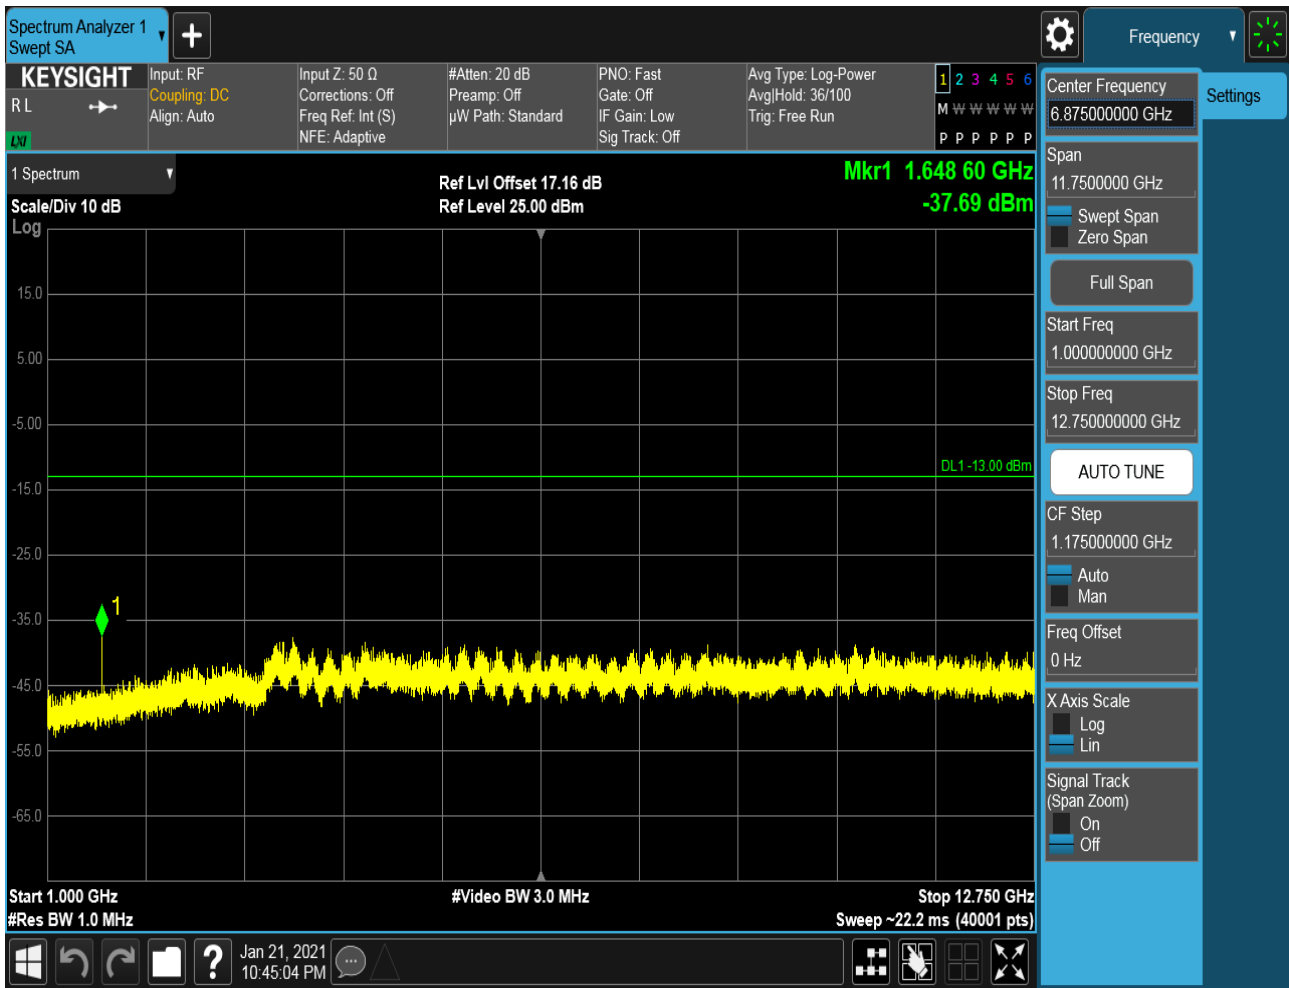 Spectrum Analyzer 1
Swept SA
Frequency
KEYSIGHT
R L
LXI
Input: RF
Coupling: DC
Align: Auto
Input Z: 50 Ω
Corrections: Off
Freq Ref: Int (S)
NFE: Adaptive
#Atten: 20 dB
Preamp: Off
µW Path: Standard
PNO: Fast
Gate: Off
IF Gain: Low
Sig Track: Off
Avg Type: Log-Power
Avg|Hold: 36/100
Trig: Free Run
1 2 3 4 5 6
M W W W W W
P P P P P P
1 Spectrum
Scale/Div 10 dB
Log
Ref Lvl Offset 17.16 dB
Ref Level 25.00 dBm
Mkr1 1.648 60 GHz
-37.69 dBm
15.0
5.00
-5.00
DL1 -13.00 dBm
-15.0
-25.0
1
-35.0
-45.0
-55.0
-65.0
Start 1.000 GHz
#Res BW 1.0 MHz
#Video BW 3.0 MHz
Stop 12.750 GHz
Sweep ~22.2 ms (40001 pts)
Center Frequency
6.875000000 GHz
Settings
Span
11.7500000 GHz
Swept Span
Zero Span
Full Span
Start Freq
1.000000000 GHz
Stop Freq
12.750000000 GHz
AUTO TUNE
CF Step
1.175000000 GHz
Auto
Man
Freq Offset
0 Hz
X Axis Scale
Log
Lin
Signal Track
(Span Zoom)
On
Off
?
Jan 21, 2021
10:45:04 PM